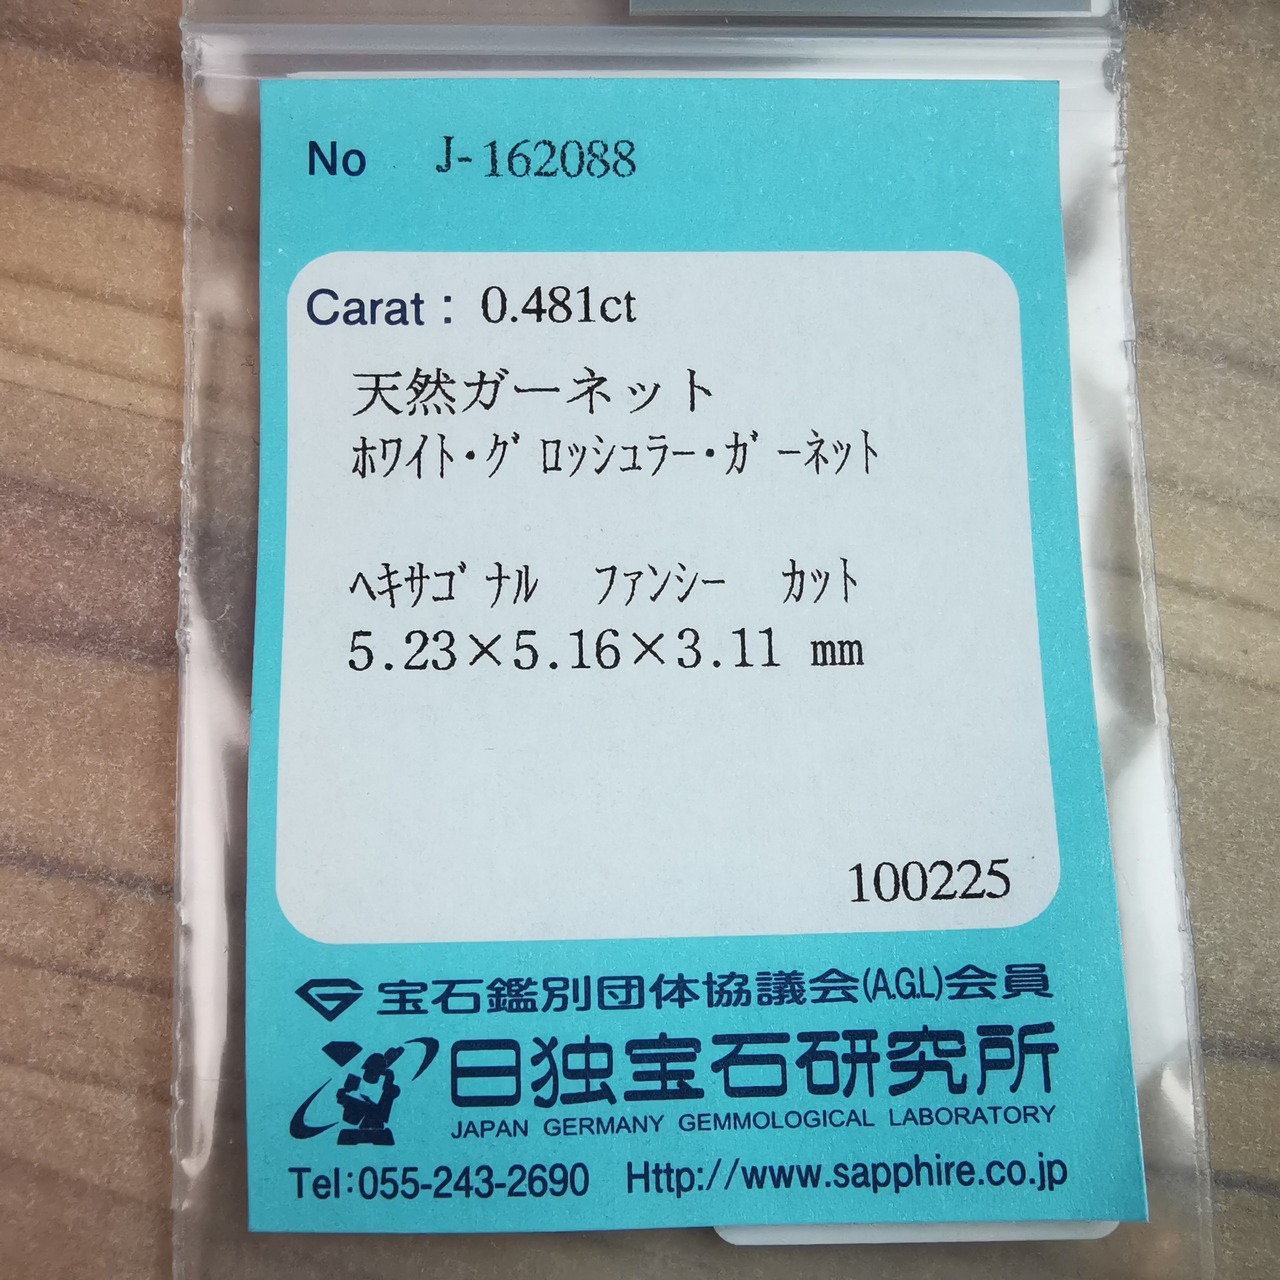 No J-162088
Carat : 0.481ct
天然ガーネット
ﾎﾜｲﾄ・ｸﾞﾛｯｼｭﾗｰ・ｶﾞｰﾈｯﾄ
ﾍｷｻｺﾞﾅﾙ ﾌｧﾝｼｰ ｶｯﾄ
5.23×5.16×3.11 mm
100225
宝石鑑別団体協議会(A.G.L)会員
日独宝石研究所
JAPAN GERMANY GEMMOLOGICAL LABORATORY
Tel:055-243-2690 Http://www.sapphire.co.jp